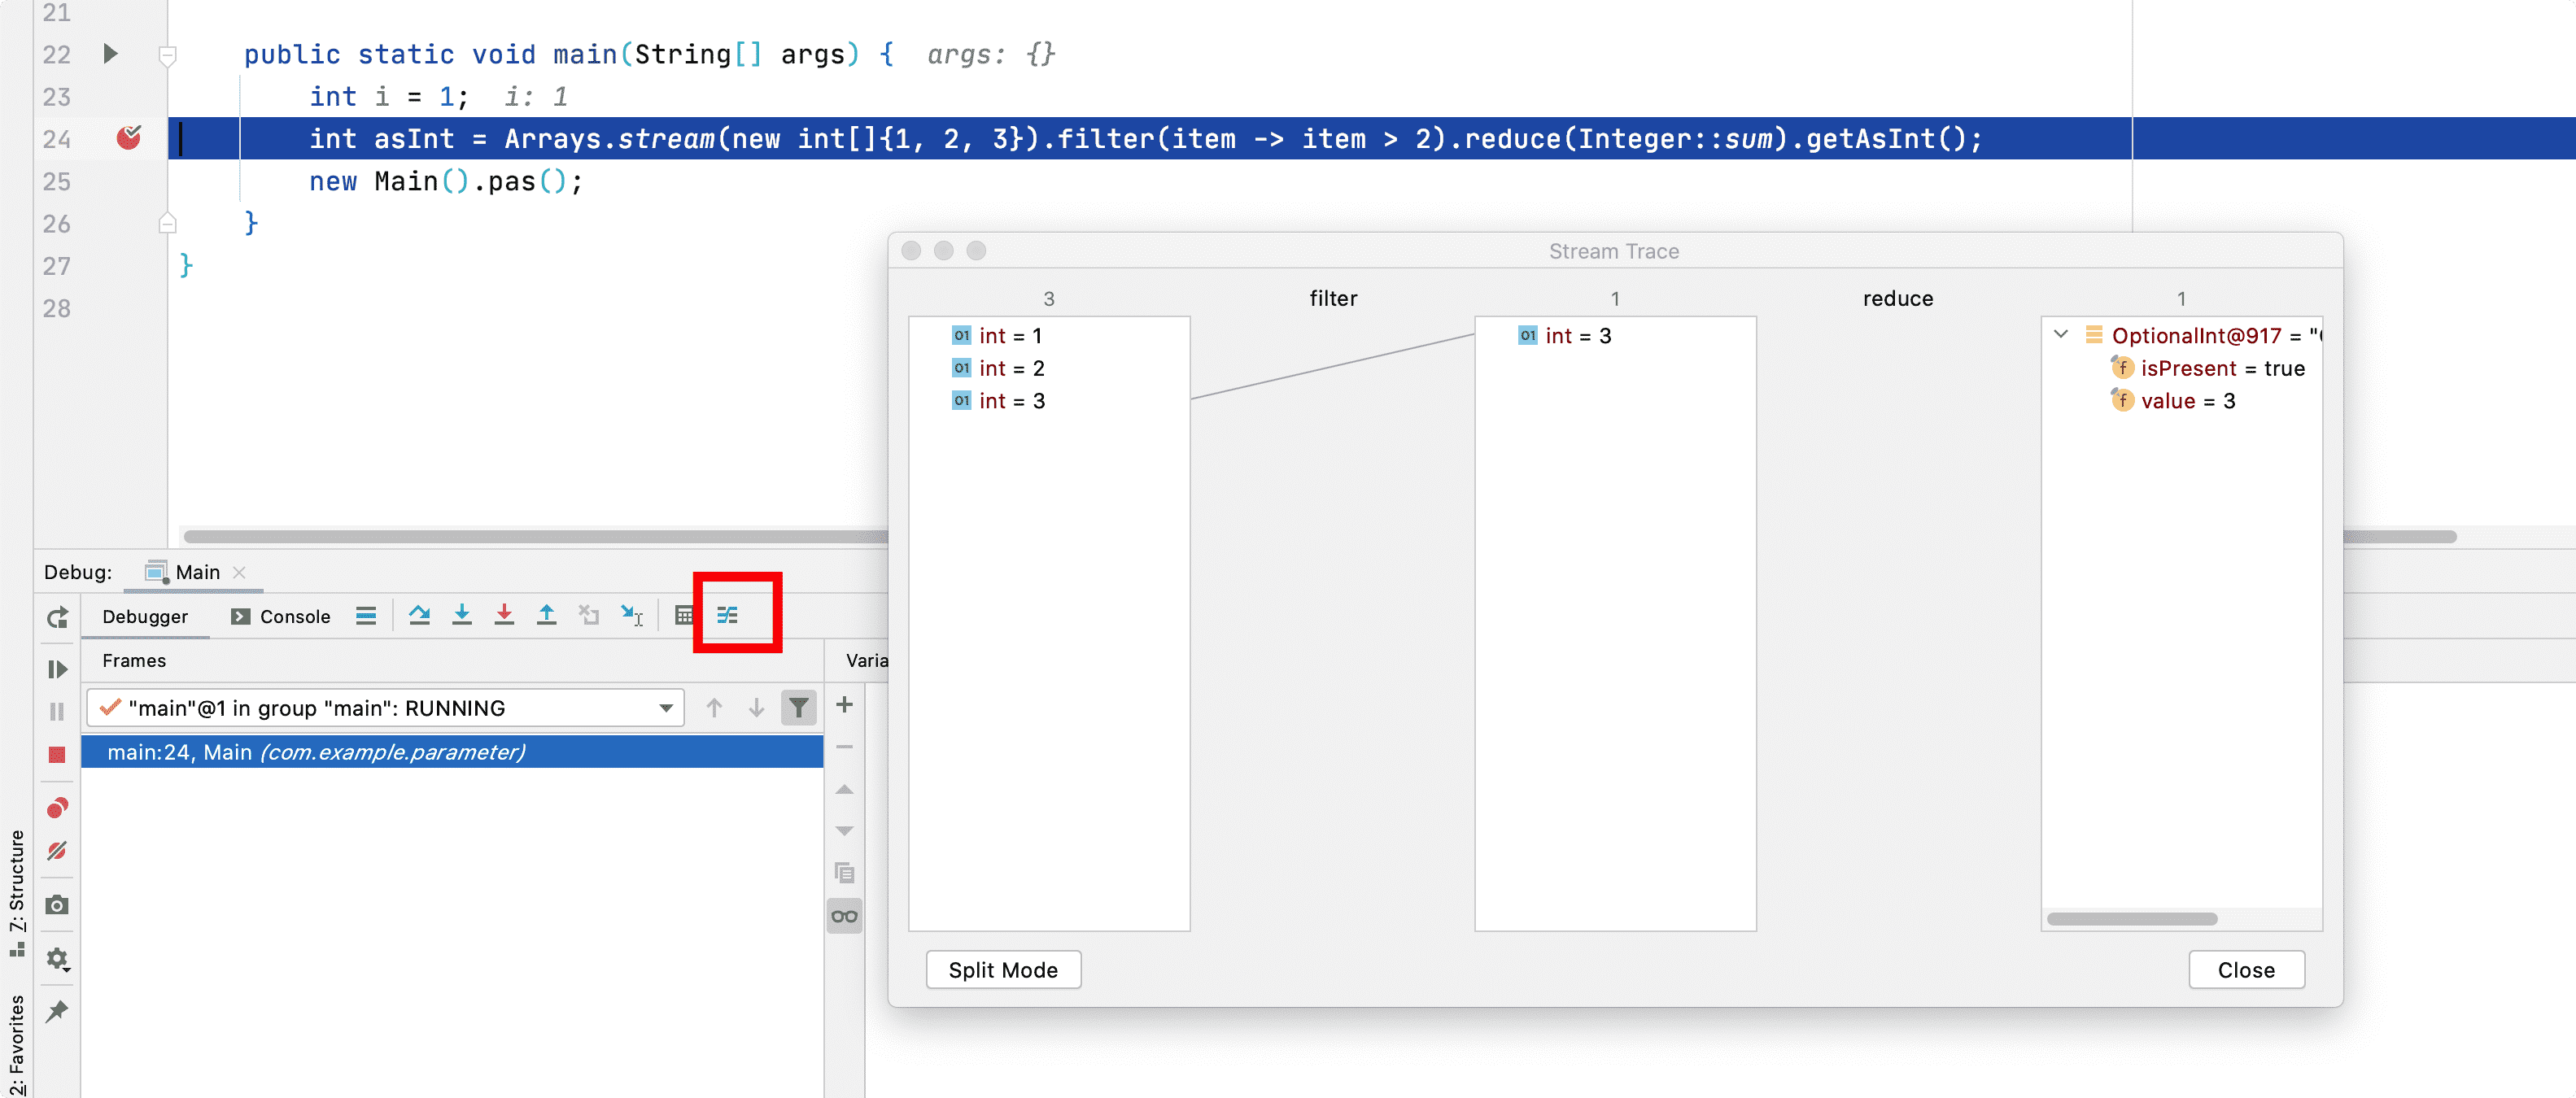 21
22 public static void main(String[] args) { args: {}
23 int i = 1; i: 1
24 int asInt = Arrays.stream(new int[]{1, 2, 3}).filter(item -> item > 2).reduce(Integer::sum).getAsInt();
25 new Main().pas();
26 }
27 }
28
Stream Trace
3 filter 1 reduce 1
01 int = 1
01 int = 2
01 int = 3
01 int = 3
OptionalInt@917 = "
f isPresent = true
f value = 3
Split Mode
Close
Debug: Main
Debugger Console
Frames
Varia
"main"@1 in group "main": RUNNING
main:24, Main (com.example.parameter)
7: Structure
2: Favorites